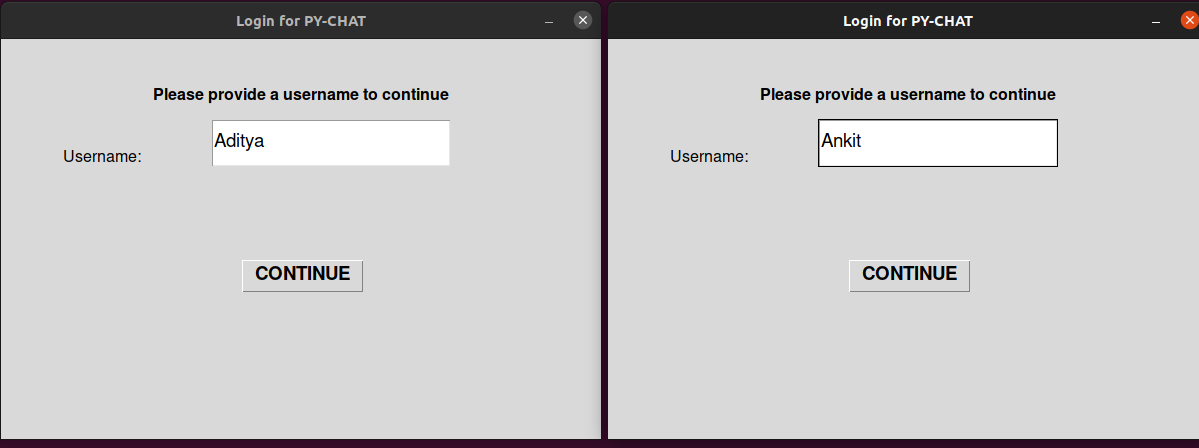 Login for PY-CHAT
Please provide a username to continue
Username: Aditya
CONTINUE
Login for PY-CHAT
Please provide a username to continue
Username: Ankit
CONTINUE